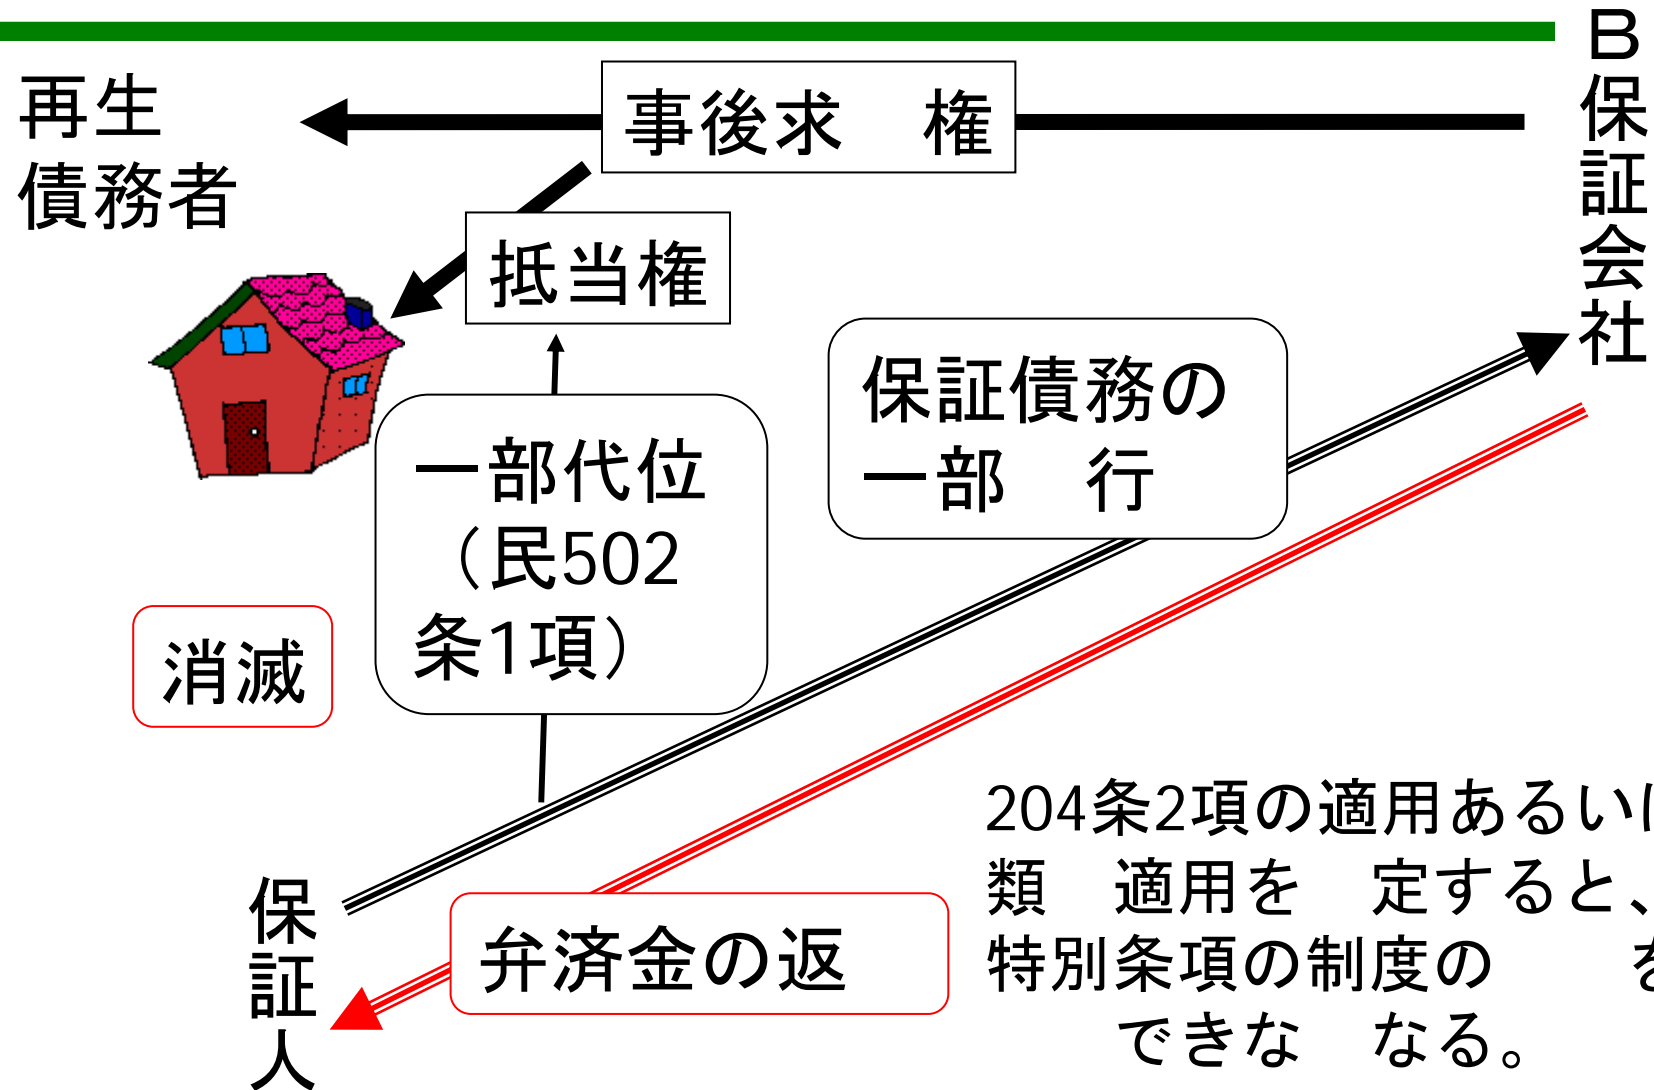 再生
債務者
事後求　権
抵当権
B保証会社
保証債務の
一部　行
一部代位
（民502
条1項）
消滅
保証人
弁済金の返
204条2項の適用あるい
類　適用を　定すると、
特別条項の制度の　　を
できな　なる。